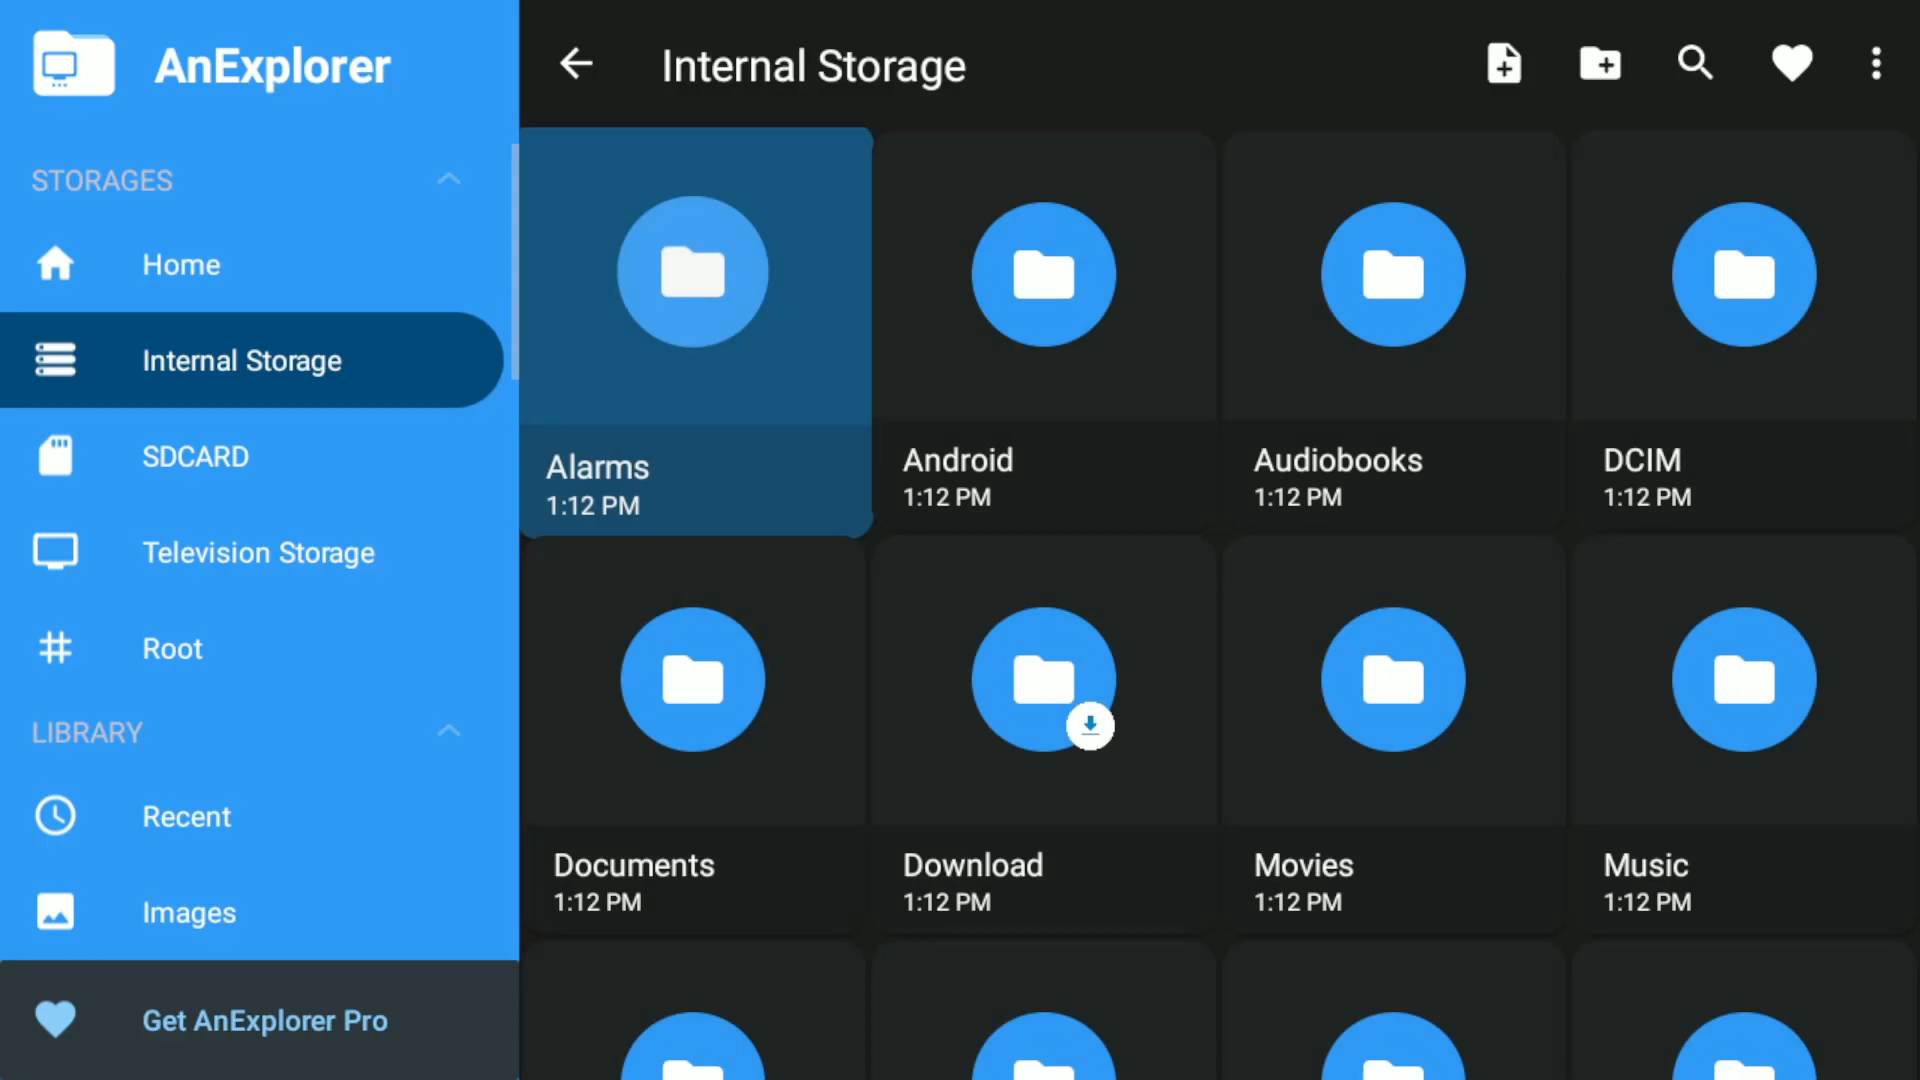 AnExplorer
STORAGES
Home
Internal Storage
SDCARD
Television Storage
Root
LIBRARY
Recent
Images
Get AnExplorer Pro
Internal Storage
Alarms
1:12 PM
Android
1:12 PM
Audiobooks
1:12 PM
DCIM
1:12 PM
Documents
1:12 PM
Download
1:12 PM
Movies
1:12 PM
Music
1:12 PM